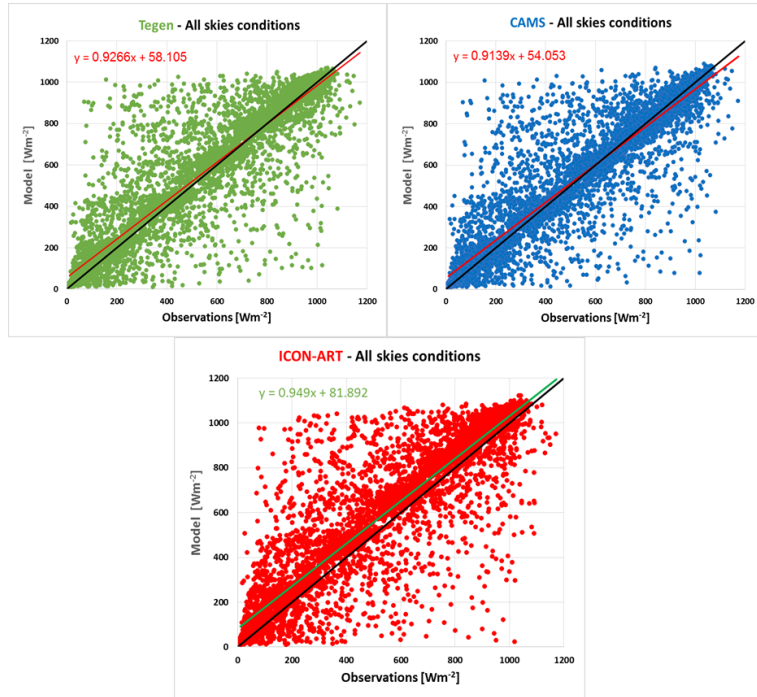 Tegen - All skies conditions
y = 0.9266x + 58.105
1200
1000
800
600
400
200
0
Model [Wm-2]
0 200 400 600 800 1000 1200
Observations [Wm-2]
CAMS - All skies conditions
y = 0.9139x + 54.053
1200
1000
800
600
400
200
0
Model [Wm-2]
0 200 400 600 800 1000 1200
Observations [Wm-2]
ICON-ART - All skies conditions
y = 0.949x + 81.892
1200
1000
800
600
400
200
0
Model [Wm-2]
0 200 400 600 800 1000 1200
Observations [Wm-2]